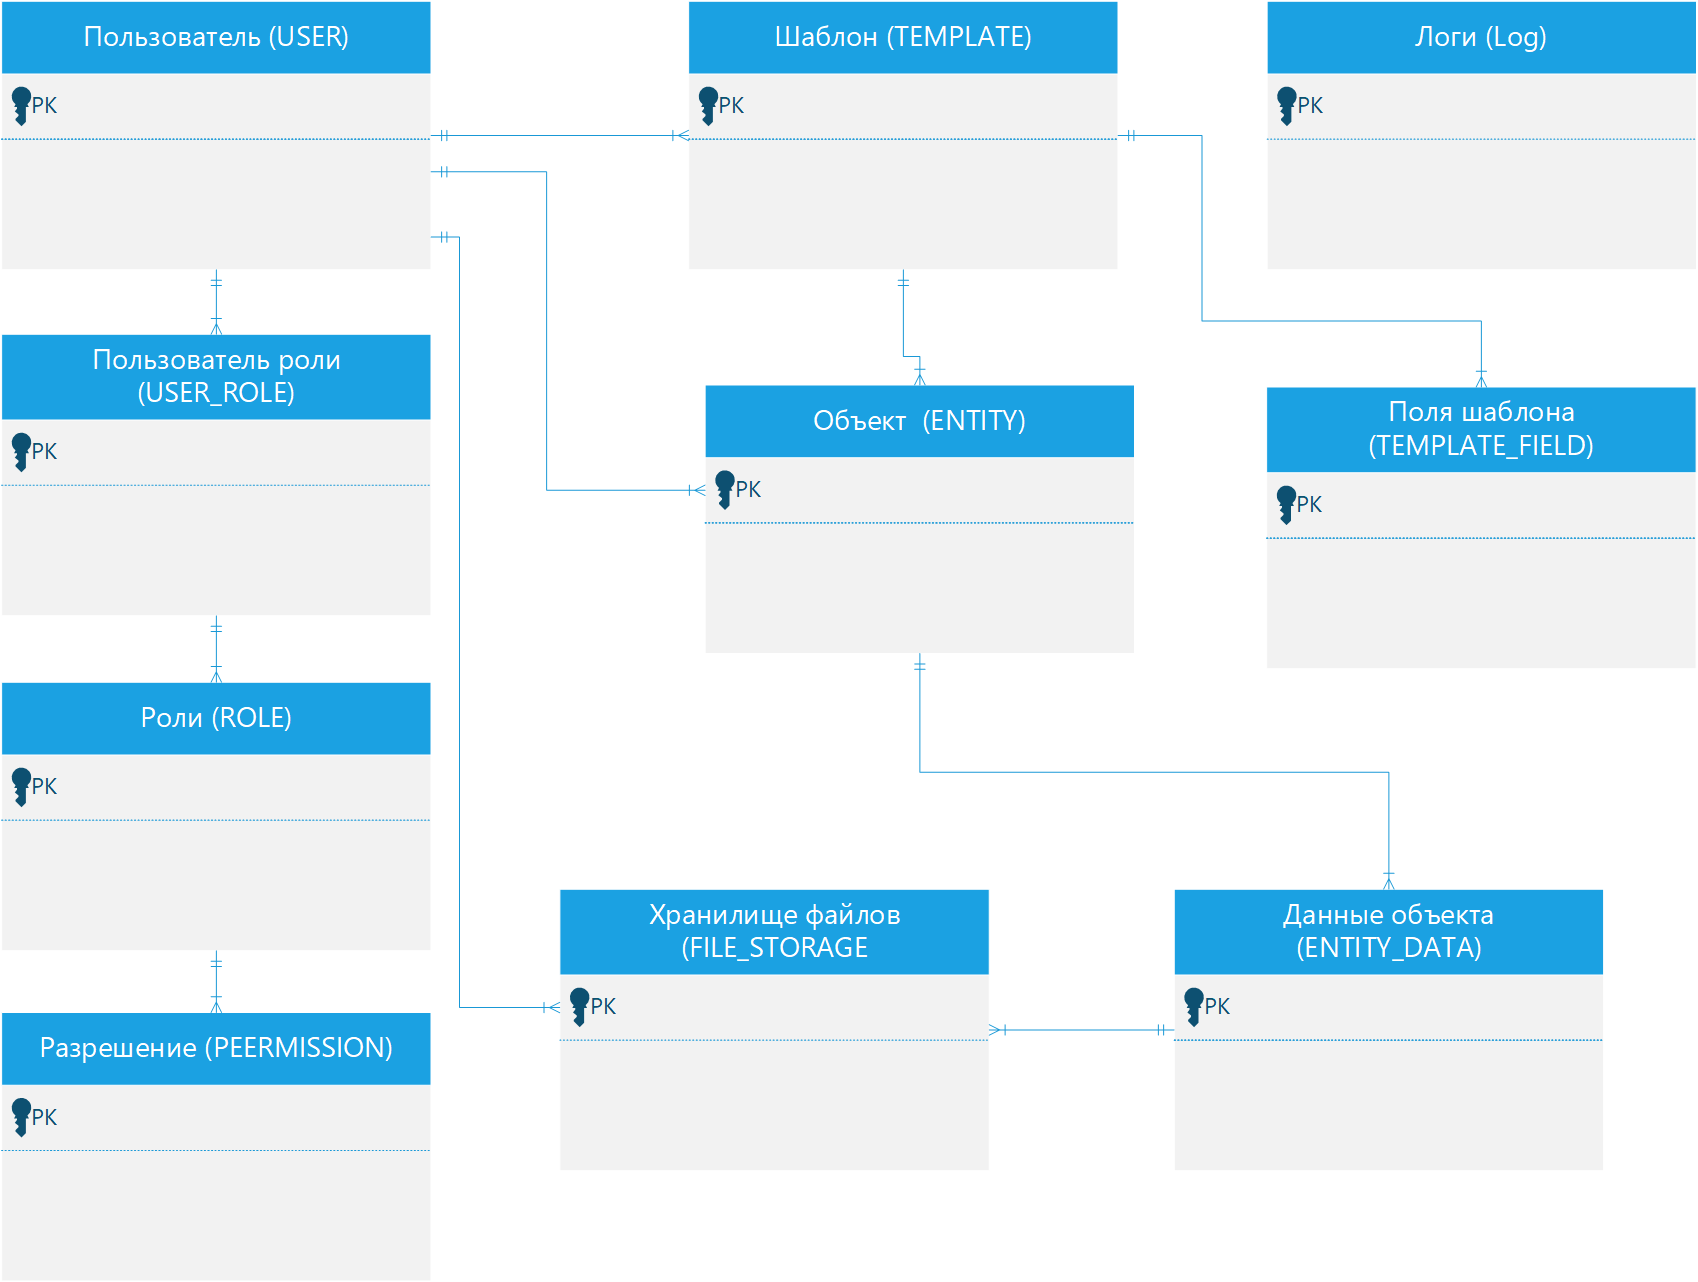 Пользователь (USER)
PK
Шаблон (TEMPLATE)
PK
Логи (Log)
PK
Пользователь роли
(USER_ROLE)
PK
Объект  (ENTITY)
PK
Поля шаблона
(TEMPLATE_FIELD)
PK
Роли (ROLE)
PK
Хранилище файлов
(FILE_STORAGE
PK
Данные объекта
(ENTITY_DATA)
PK
Разрешение (PEERMISSION)
PK